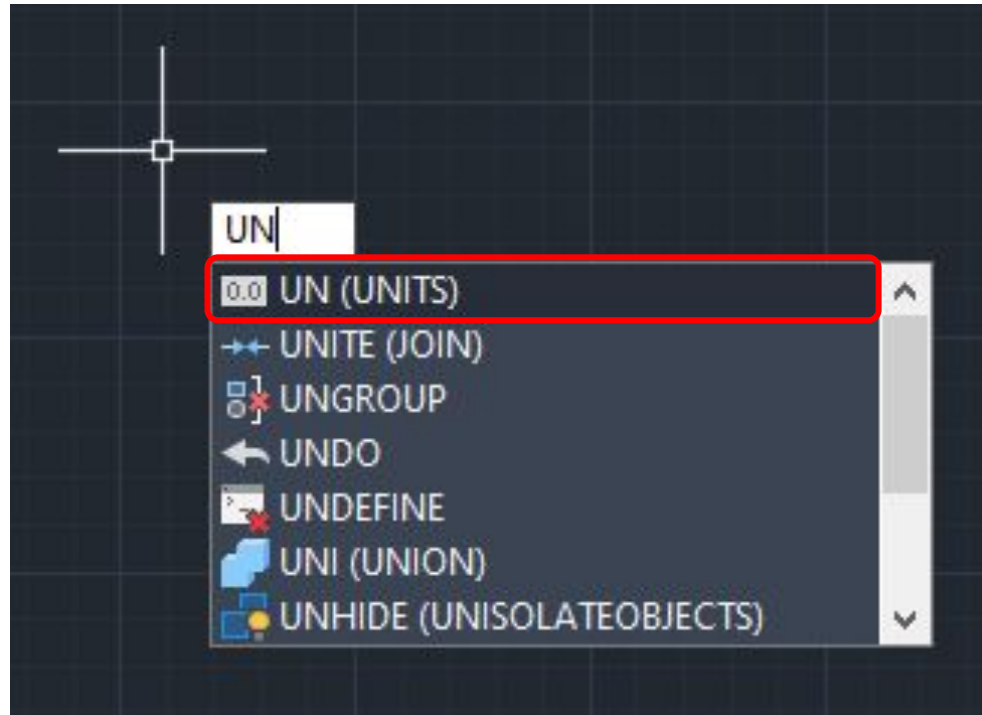 UN
0.0 UN (UNITS)
UNITE (JOIN)
UNGROUP
UNDO
UNDEFINE
UNI (UNION)
UNHIDE (UNISOLATEOBJECTS)